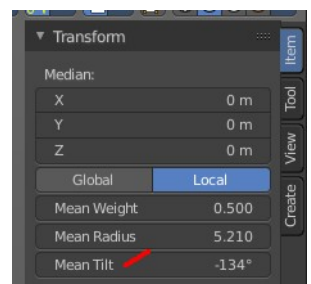 Transform
Median:
X 0 m
Y 0 m
Z 0 m
Global Local
Mean Weight 0.500
Mean Radius 5.210
Mean Tilt -134°
Item
Tool
View
Create